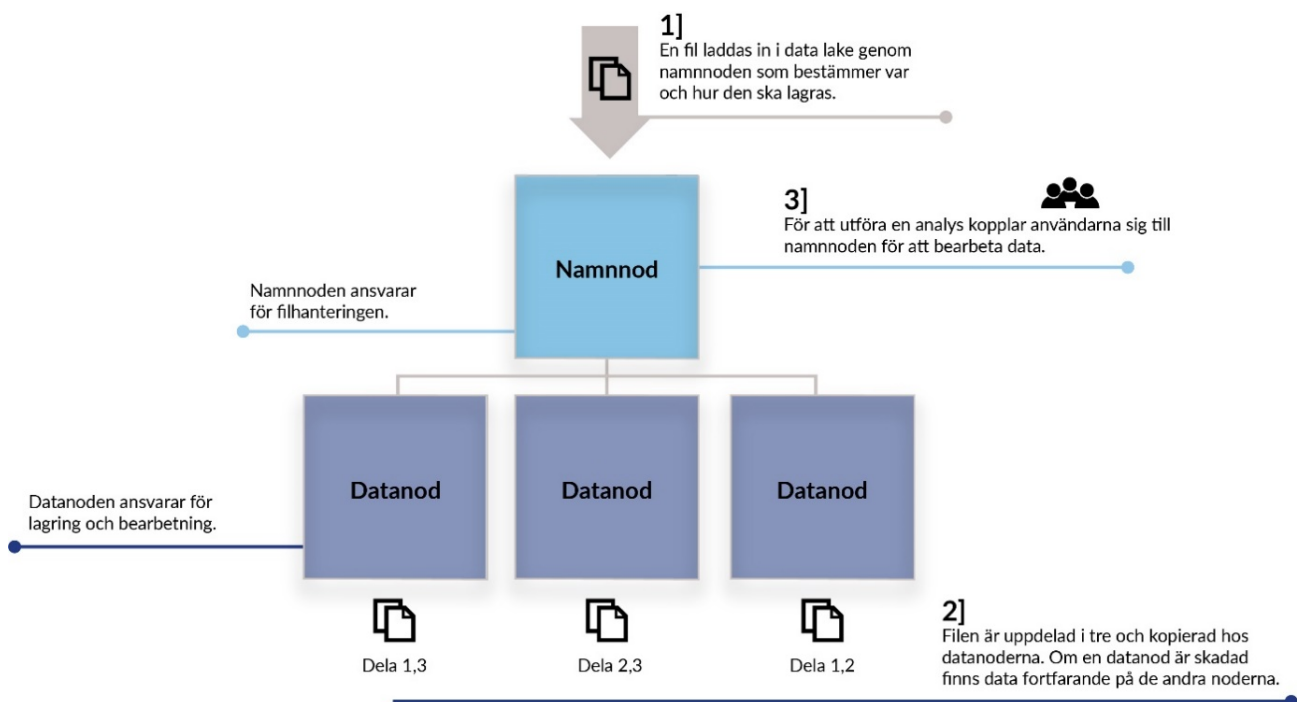 1]
En fil laddas in i data lake genom
namnnoden som bestämmer var
och hur den ska lagras.
3]
För att utföra en analys kopplar användarna sig till
namnnoden för att bearbeta data.
Namnnod
Namnnoden ansvarar
för filhanteringen.
Datanod
Datanod
Datanod
Datanoden ansvarar för
lagring och bearbetning.
Dela 1,3
Dela 2,3
Dela 1,2
2]
Filen är uppdelad i tre och kopierad hos
datanoderna. Om en datanod är skadad
finns data fortfarande på de andra noderna.